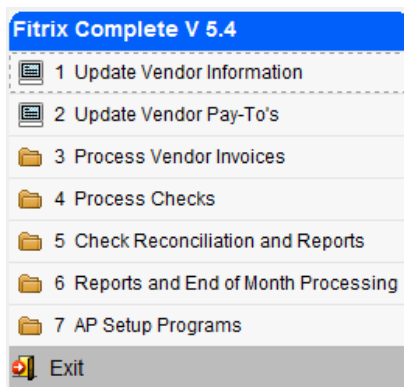 Fitrix Complete V 5.4
1 Update Vendor Information
2 Update Vendor Pay-To's
3 Process Vendor Invoices
4 Process Checks
5 Check Reconciliation and Reports
6 Reports and End of Month Processing
7 AP Setup Programs
Exit